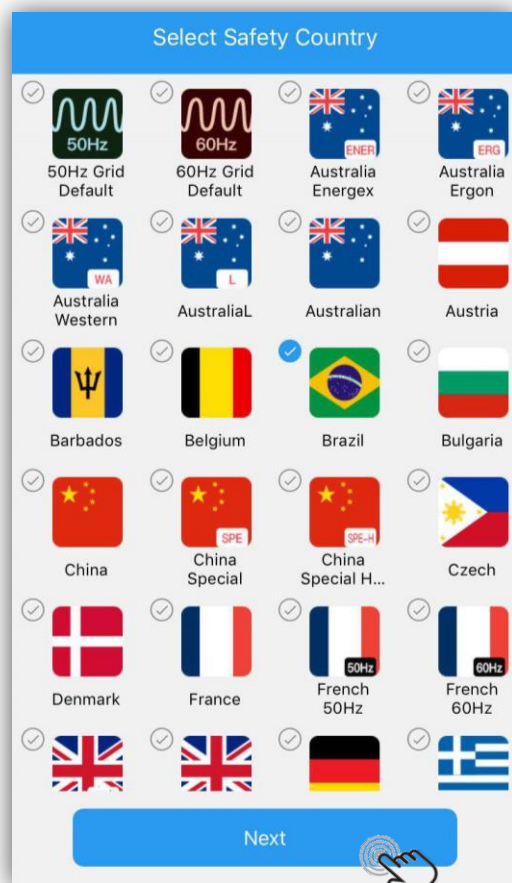 Select Safety Country
50Hz
60Hz
ENER
ERG
50Hz Grid
Default
60Hz Grid
Default
Australia
Energex
Australia
Ergon
WA
L
Australia
Western
AustraliaL
Australian
Austria
Barbados
Belgium
Brazil
Bulgaria
SPE
SPE-H
China
China
Special
China
Special H...
Czech
50Hz
60Hz
Denmark
France
French
50Hz
French
60Hz
Next